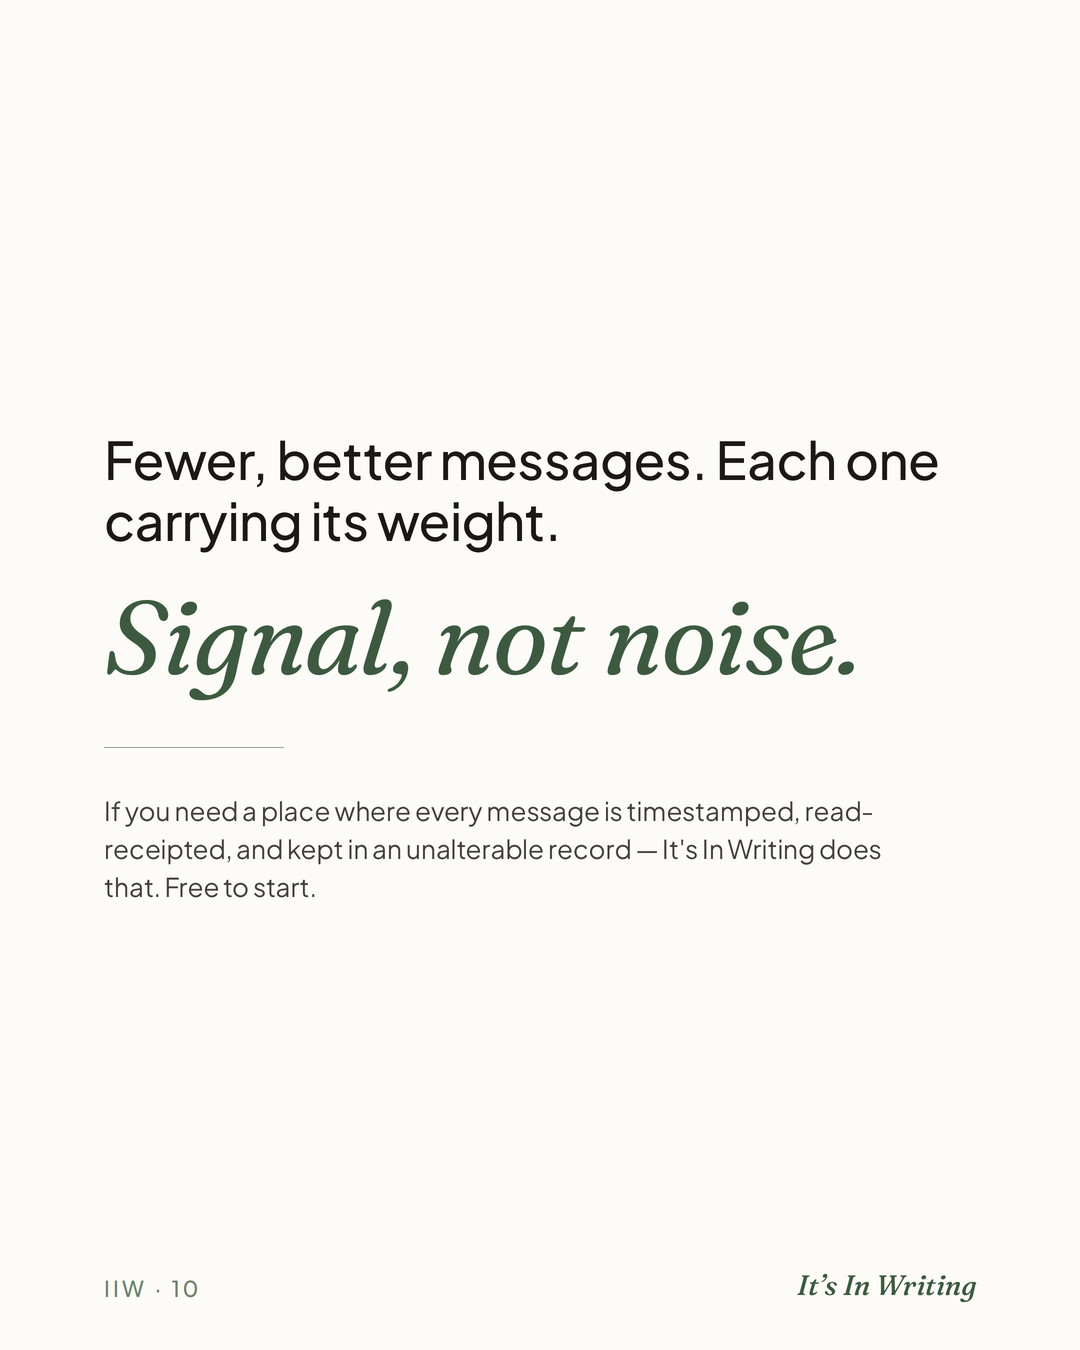 Fewer, better messages. Each one
carrying its weight.
Signal, not noise.
If you need a place where every message is timestamped, read-
receipted, and kept in an unalterable record — It's In Writing does
that. Free to start.
IIW · 10
It’s In Writing